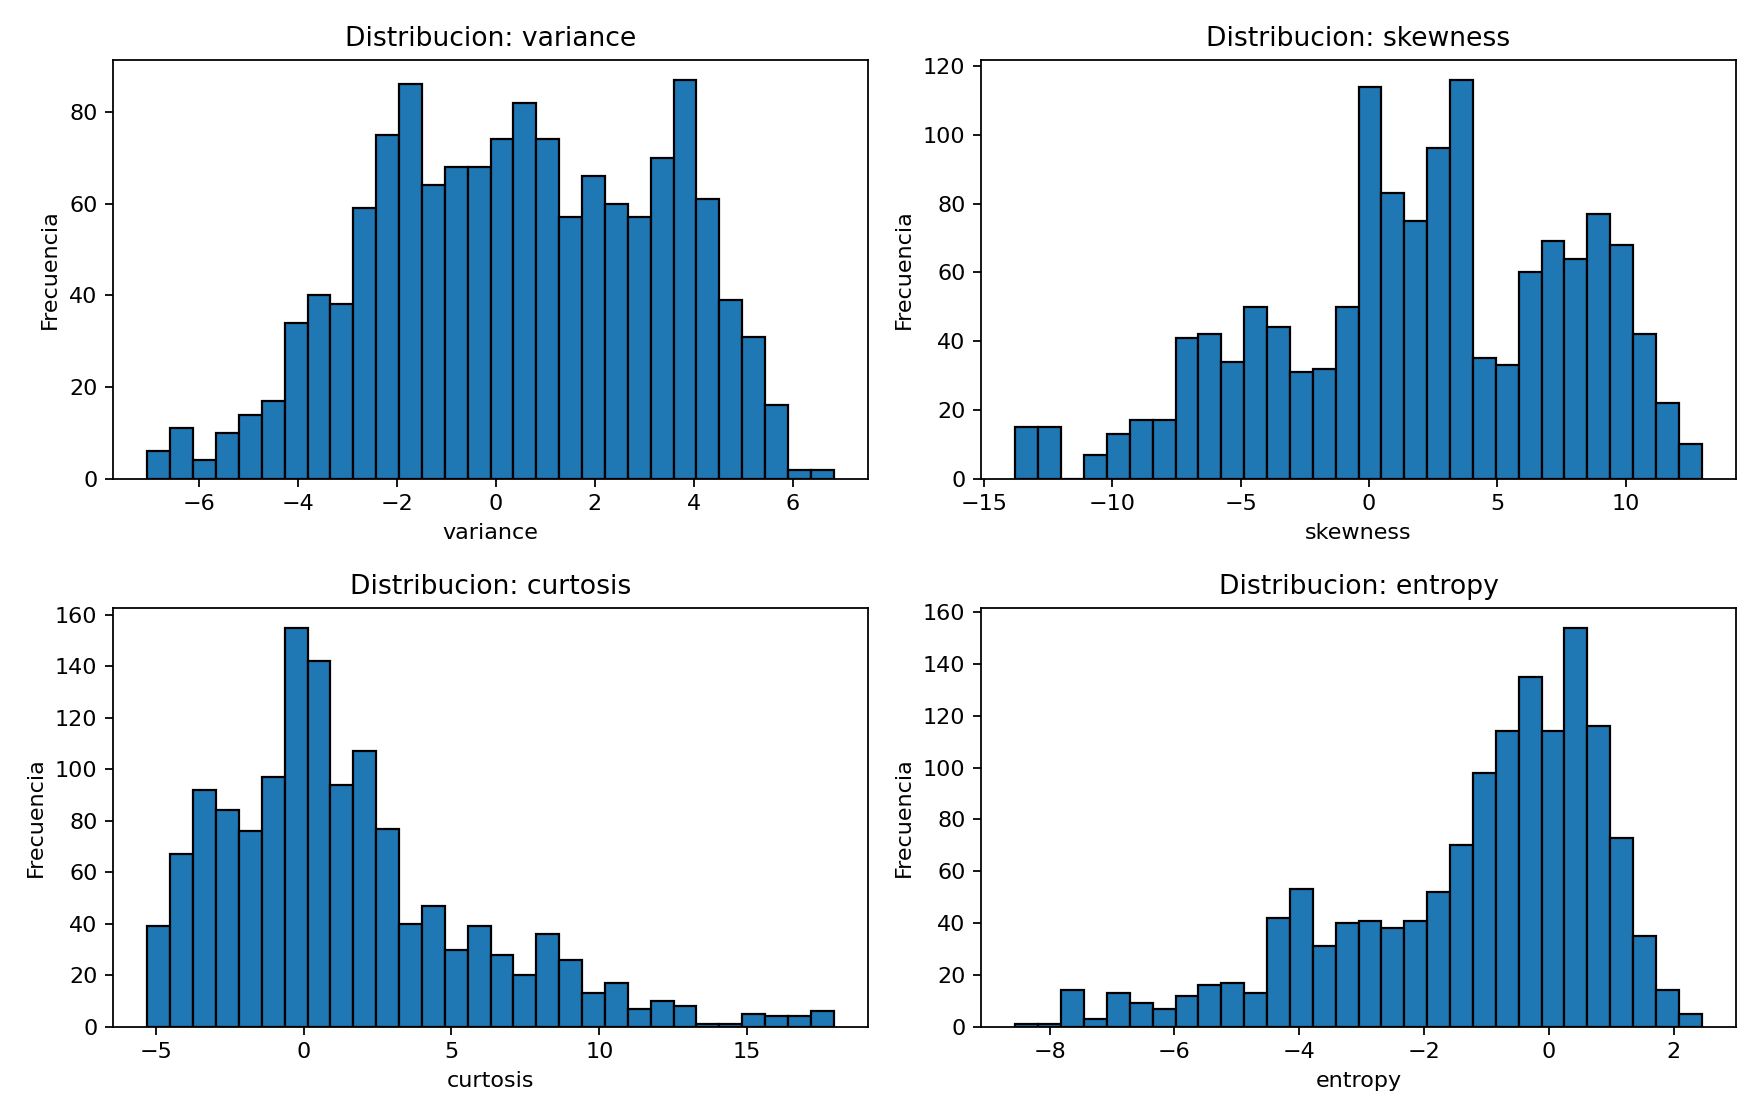 Distribucion: variance
Frecuencia
80
60
40
20
0
−6 −4 −2 0 2 4 6
variance
Distribucion: skewness
Frecuencia
120
100
80
60
40
20
0
−15 −10 −5 0 5 10
skewness
Distribucion: curtosis
Frecuencia
160
140
120
100
80
60
40
20
0
−5 0 5 10 15
curtosis
Distribucion: entropy
Frecuencia
160
140
120
100
80
60
40
20
0
−8 −6 −4 −2 0 2
entropy